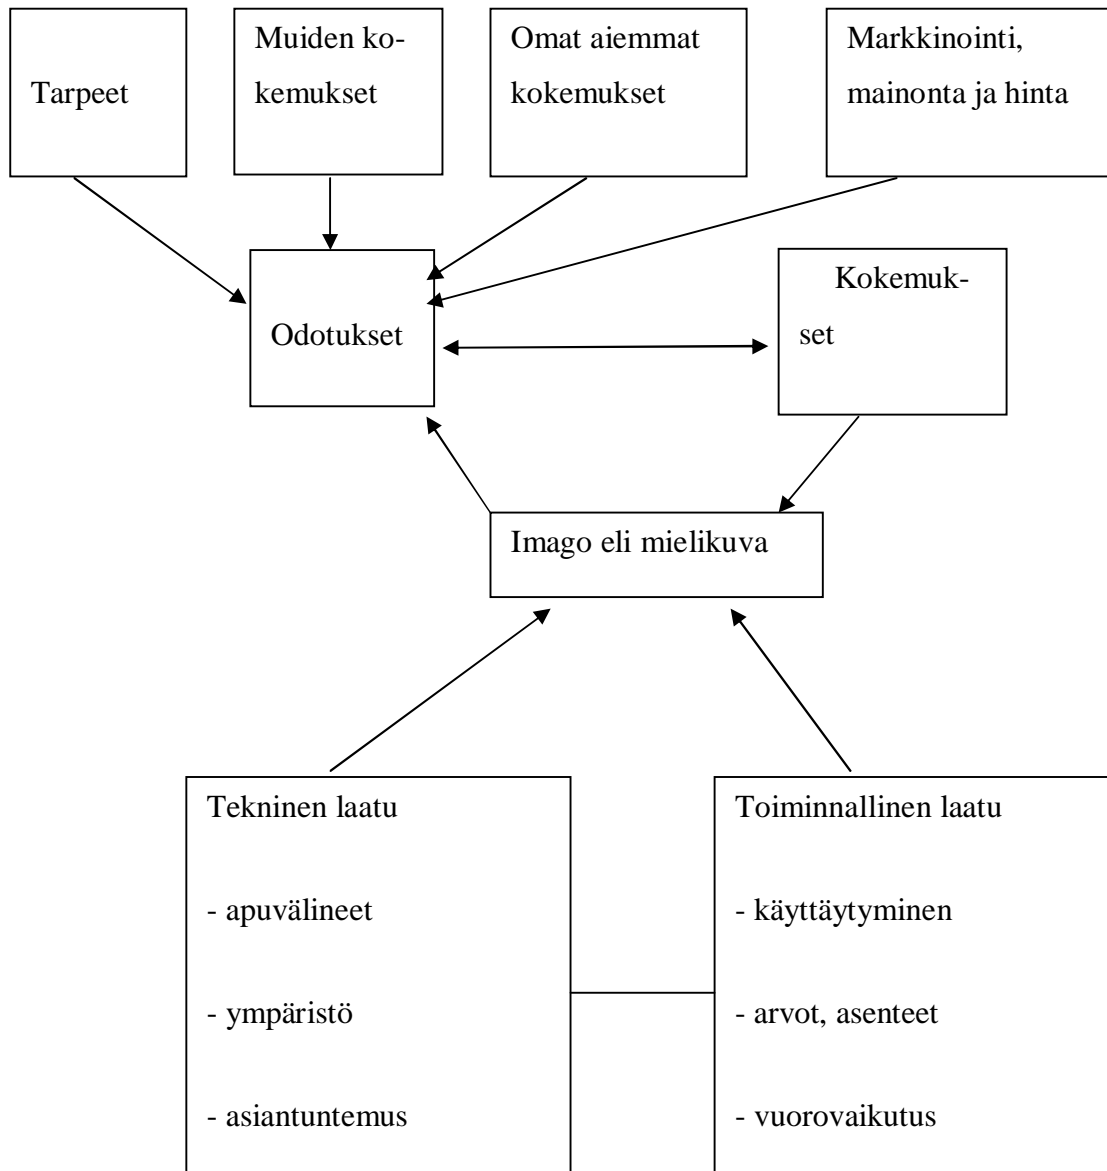 Tarpeet
Muiden ko-
kemukset
Omat aiemmat
kokemukset
Markkinointi,
mainonta ja hinta
Odotukset
Kokemuk-
set
Imago eli mielikuva
Tekninen laatu
- apuvälineet
- ympäristö
- asiantuntemus
Toiminnallinen laatu
- käyttäytyminen
- arvot, asenteet
- vuorovaikutus